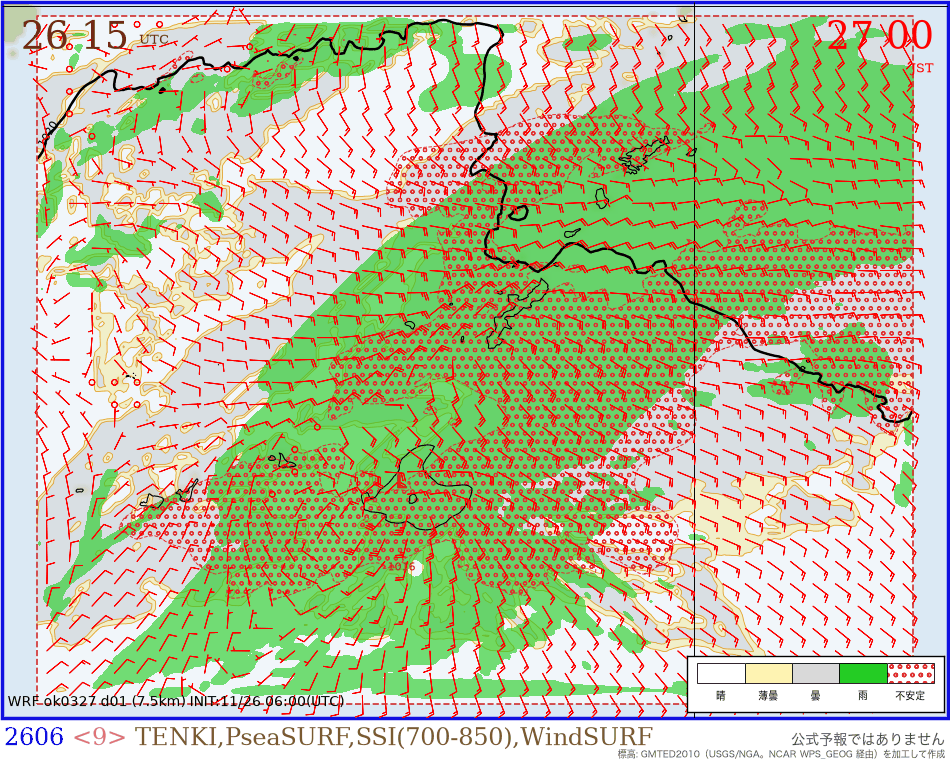 26 15 UTC
27 00
JST
1020
1016
WRF ok0327 d01 (7.5km) INIT:11/26 06:00(UTC)
晴 薄曇 曇 雨 不安定
2606 <9> TENKI,PseaSURF,SSI(700-850),WindSURF
公式予報ではありません
標高: GMTED2010（USGS/NGA。NCAR WPS_GEOG 経由）を加工して作成